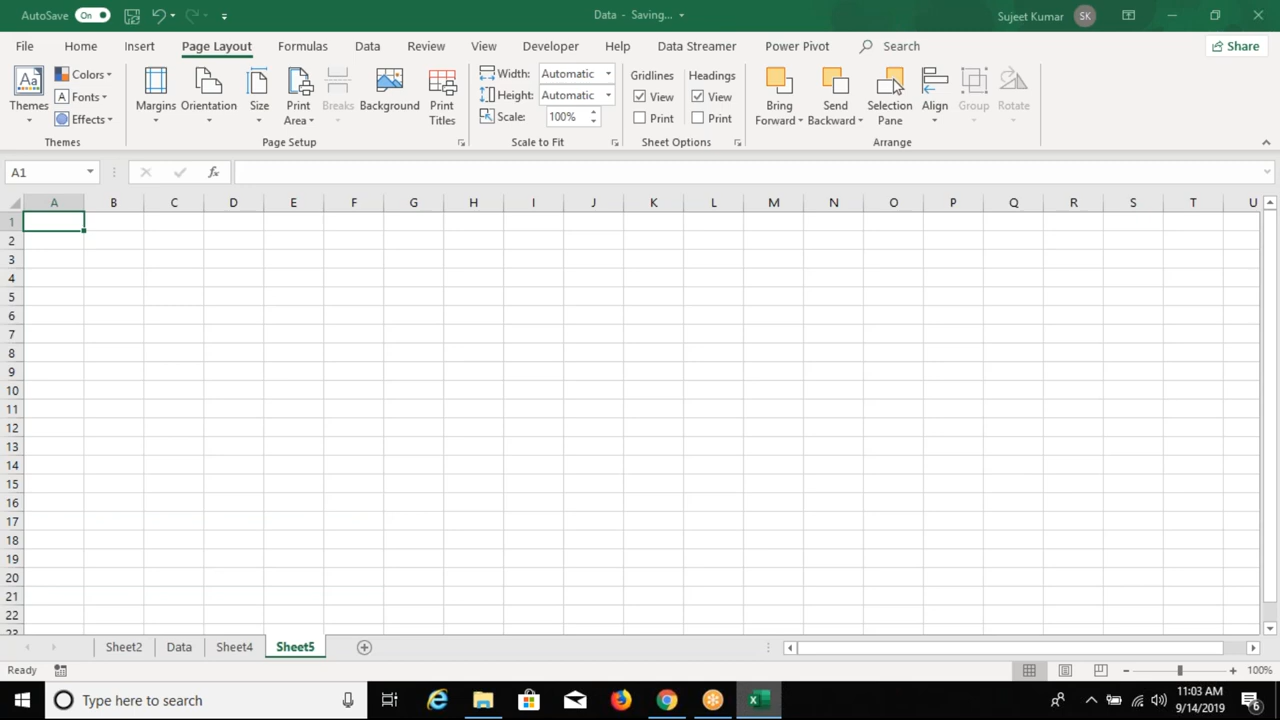 AutoSave On Data - Saving... Sujeet Kumar SK
File Home Insert Page Layout Formulas Data Review View Developer Help Data Streamer Power Pivot Search Share
Themes
Colors
Fonts
Effects
Themes
Margins
Orientation
Size
Print Area
Breaks
Background
Print Titles
Page Setup
Width: Automatic
Height: Automatic
Scale: 100%
Scale to Fit
Gridlines Headings
View View
Print Print
Sheet Options
Bring Forward
Send Backward
Selection Pane
Align
Group
Rotate
Arrange
A1 fx
A B C D E F G H I J K L M N O P Q R S T U
1
2
3
4
5
6
7
8
9
10
11
12
13
14
15
16
17
18
19
20
21
22
23
Sheet2 Data Sheet4 Sheet5
Ready 100%
Type here to search
11:03 AM
9/14/2019
6